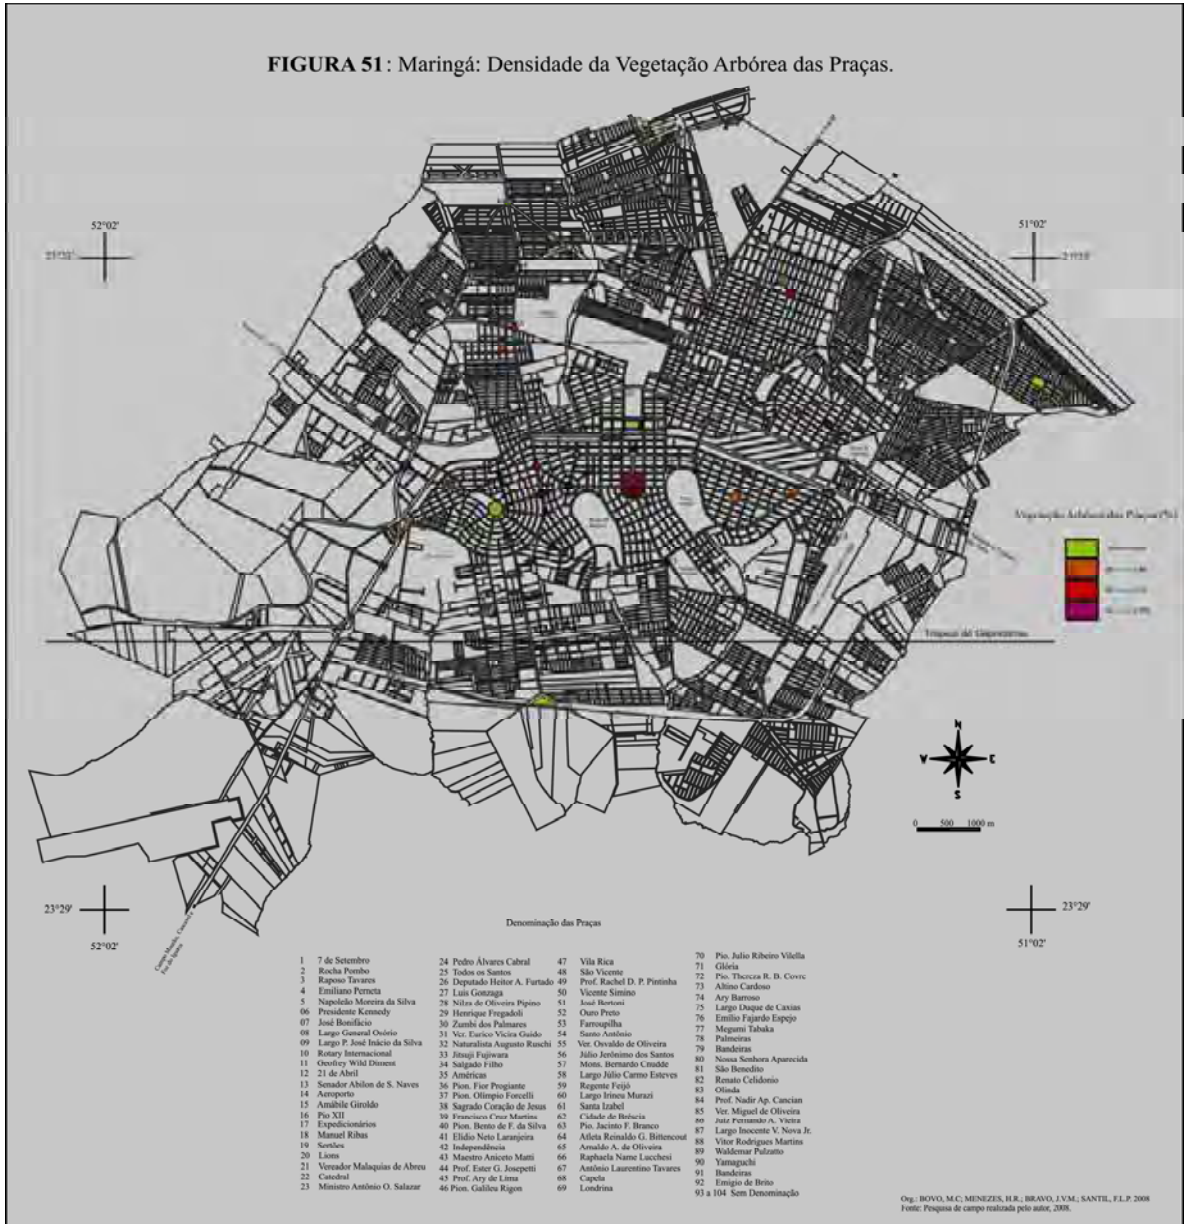 FIGURA 51: Maringá: Densidade da Vegetação Arbórea das Praças.
52°02'
51°02'
Trópico de Capricórnio
N
S
0 500 1000 m
23°29'
52°02'
23°29'
51°02'
Denominação das Praças
1 7 de Setembro
2 Rocha Pombo
3 Raposo Tavares
4 Emiliano Perneta
5 Napoleão Moreira da Silva
06 Presidente Kennedy
07 José Bonifácio
08 Largo General Osório
09 Largo P. José Inácio da Silva
10 Rotary Internacional
11 Geofrey Wild Diment
12 21 de Abril
13 Senador Abilon de S. Naves
14 Aeroporto
15 Amábile Giroldo
16 Pio XII
17 Expedicionários
18 Manuel Ribas
19 Sertões
20 Lions
21 Vereador Malaquias de Abreu
22 Catedral
23 Ministro Antônio O. Salazar
24 Pedro Álvares Cabral
25 Todos os Santos
26 Deputado Heitor A. Furtado
27 Luis Gonzaga
28 Nilza de Oliveira Pipino
29 Henrique Fregadoli
30 Zumbi dos Palmares
31 Ver. Eurico Vieira Guido
32 Naturalista Augusto Ruschi
33 Jitsuji Fujiwara
34 Salgado Filho
35 Américas
36 Pion. Fior Progiante
37 Pion. Olímpio Forcelli
38 Sagrado Coração de Jesus
39 Francisco Cruz Martins
40 Pion. Bento de F. da Silva
41 Elídio Neto Laranjeira
42 Independência
43 Maestro Aniceto Matti
44 Prof. Ester G. Josepetti
45 Prof. Ary de Lima
46 Pion. Galileu Rigon
47 Vila Rica
48 São Vicente
49 Prof. Rachel D. P. Pintinha
50 Vicente Simino
51 José Bortoni
52 Ouro Preto
53 Farroupilha
54 Santo Antônio
55 Ver. Osvaldo de Oliveira
56 Júlio Jerônimo dos Santos
57 Mons. Bernardo Cnudde
58 Largo Júlio Carmo Esteves
59 Regente Feijó
60 Largo Irineu Murazi
61 Santa Izabel
62 Cidade de Bréscia
63 Pio. Jacinto F. Branco
64 Atleta Reinaldo G. Bittencout
65 Arnaldo A. de Oliveira
66 Raphaela Name Lucchesi
67 Antônio Laurentino Tavares
68 Capela
69 Londrina
70 Pio. Julio Ribeiro Vilella
71 Glória
72 Pio. Thereza R. B.
73 Altino Cardoso
74 Ary Barroso
75 Largo Duque de Caxias
76 Emílio Fajardo Espejo
77 Megumi Tabaka
78 Palmeiras
79 Bandeiras
80 Nossa Senhora Aparecida
81 São Benedito
82 Renato Celidonio
83 Olinda
84 Prof. Nadir Ap. Cancian
85 Ver. Miguel de Oliveira
86 Juiz Fernando A. Vieira
87 Largo Inocente V. Nova Jr.
88 Vitor Rodrigues Martins
89 Waldemar Pulzatto
90 Yamaguchi
91 Bandeiras
92 Emigio de Brito
93 a 104 Sem Denominação
Org.: BOVO, M.C; MENEZES, H.R.; BRAVO, J.V.M.; SANTIL, F.L.P. 2008
Fonte: Pesquisa de campo realizada pelo autor, 2008.